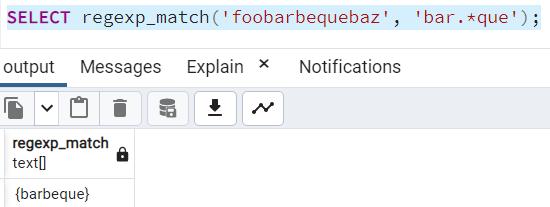 SELECT regexp_match('foobarbequebaz', 'bar.*que');
output Messages Explain × Notifications
regexp_match
text[]
{barbeque}